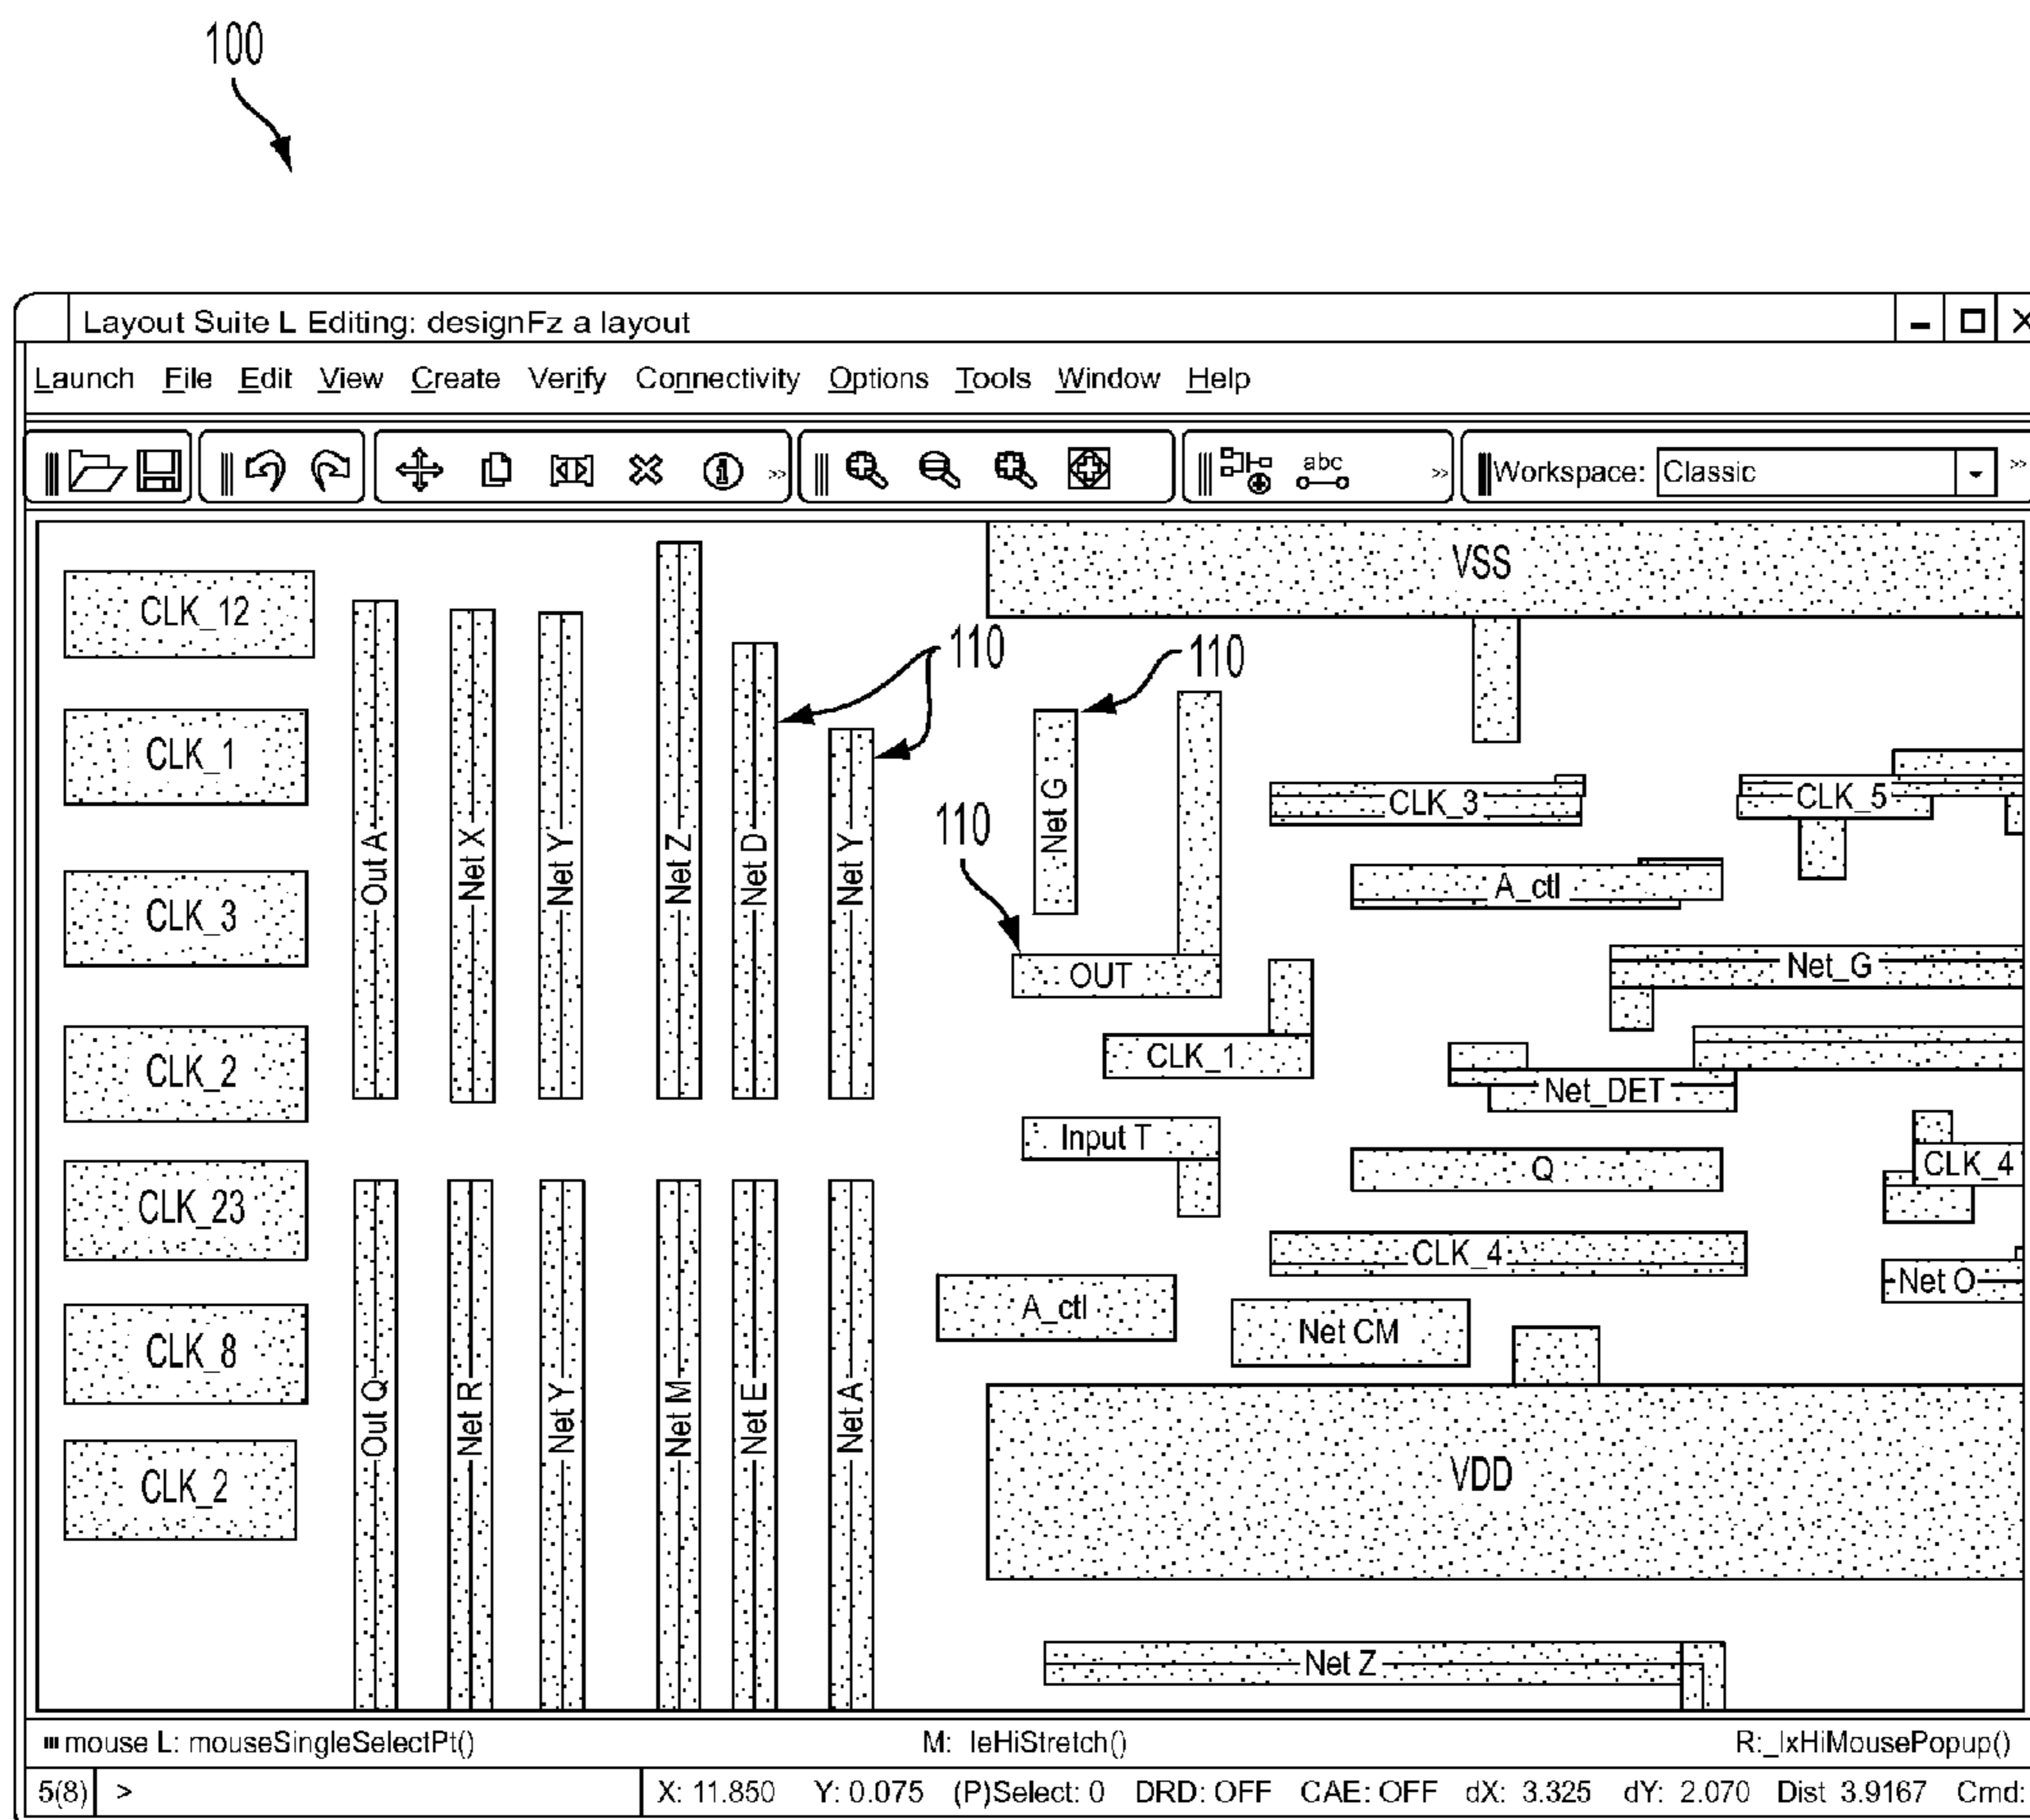 100
Layout Suite L Editing: designFz a layout
Launch File Edit View Create Verify Connectivity Options Tools Window Help
abc
Workspace: Classic
VSS
CLK_12
110
110
CLK_1
CLK_3
CLK_5
110
Out A
Net X
Net Y
Net Z
Net D
Net Y
Net G
A_ctl
CLK_3
Net_G
OUT
CLK_1
CLK_2
Net_DET
Input T
Q
CLK_4
CLK_23
CLK_4
Net O
A_ctl
Net CM
CLK_8
Out Q
Net R
Net Y
Net M
Net E
Net A
VDD
CLK_2
Net Z
mouse L: mouseSingleSelectPt() M: leHiStretch() R:_lxHiMousePopup()
5(8) > X: 11.850 Y: 0.075 (P)Select: 0 DRD: OFF CAE: OFF dX: 3.325 dY: 2.070 Dist 3.9167 Cmd: